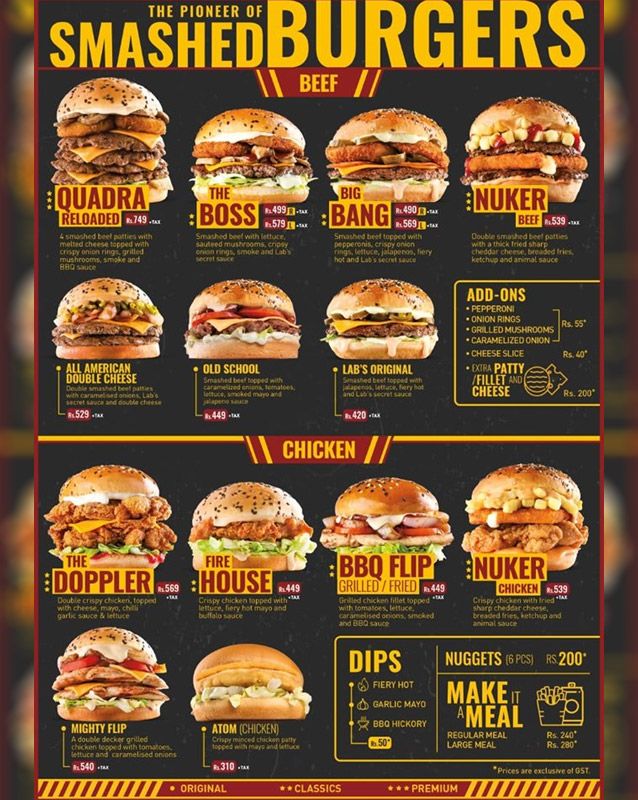 THE PIONEER OF
SMASHED BURGERS
BEEF
QUADRA
RELOADED Rs.749 +TAX
4 smashed beef patties with
melted cheese topped with
crispy onion rings, grilled
mushrooms, smoke and
BBQ sauce
THE
BOSS Rs.499 R +TAX
Rs.579 L +TAX
Smashed beef with lettuce,
sauteed mushrooms, cripsy
onion rings, smoke and Lab's
secret sauce
BIG
BANG Rs.490 R +TAX
Rs.569 L +TAX
Smashed beef topped with
pepperonis, crispy onion
rings, lettuce, jalapenos, fiery
hot and Lab's secret sauce
NUKER
BEEF Rs.539 +TAX
Double smashed beef patties
with a thick fried sharp
cheddar cheese, breaded fries,
ketchup and animal sauce
ALL AMERICAN
DOUBLE CHEESE
Double smashed beef patties
with caramelised onions, Lab's
secret sauce and double cheese
Rs.529 +TAX
OLD SCHOOL
Smashed beef topped with
caramelized onions, tomatoes,
lettuce, smoked mayo and
jalapeno sauce
Rs.449 +TAX
LAB'S ORIGINAL
Smashed beef topped with
jalapenos, lettuce, fiery hot
and Lab's secret sauce
Rs.420 +TAX
ADD-ONS
• PEPPERONI
• ONION RINGS
• GRILLED MUSHROOMS
• CARAMELIZED ONION
Rs. 55*
• CHEESE SLICE Rs. 40*
• EXTRA PATTY
/FILLET AND
CHEESE Rs. 200*
CHICKEN
THE
DOPPLER Rs.569 +TAX
Double crispy chicken, topped
with cheese, mayo, chilli
garlic sauce & lettuce
FIRE
HOUSE Rs.449 +TAX
Crispy chicken topped with
lettuce, fiery hot mayo and
buffalo sauce
BBQ FLIP
GRILLED / FRIED Rs.449 +TAX
Grilled chicken fillet topped
with tomatoes, lettuce,
caramelised onions, smoked
and BBQ sauce
NUKER
CHICKEN Rs.539 +TAX
Crispy chicken with fried
sharp cheddar cheese,
breaded fries, ketchup and
animal sauce
MIGHTY FLIP
A double decker grilled
chicken topped with tomatoes,
lettuce and caramelised onions
Rs.540 +TAX
ATOM (CHICKEN)
Crispy minced chicken patty
topped with mayo and lettuce
Rs.310 +TAX
DIPS
FIERY HOT
GARLIC MAYO
BBQ HICKORY
Rs.50*
NUGGETS (6 PCS) RS.200*
MAKE IT
A MEAL
REGULAR MEAL Rs. 240*
LARGE MEAL Rs. 280*
*Prices are exclusive of GST.
* ORIGINAL ** CLASSICS *** PREMIUM